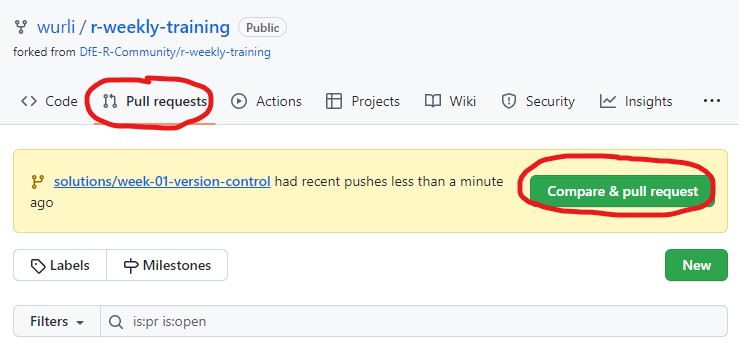 wurli / r-weekly-training Public
forked from DfE-R-Community/r-weekly-training
Code Pull requests Actions Projects Wiki Security Insights ...
solutions/week-01-version-control had recent pushes less than a minute
ago
Compare & pull request
Labels Milestones New
Filters is:pr is:open